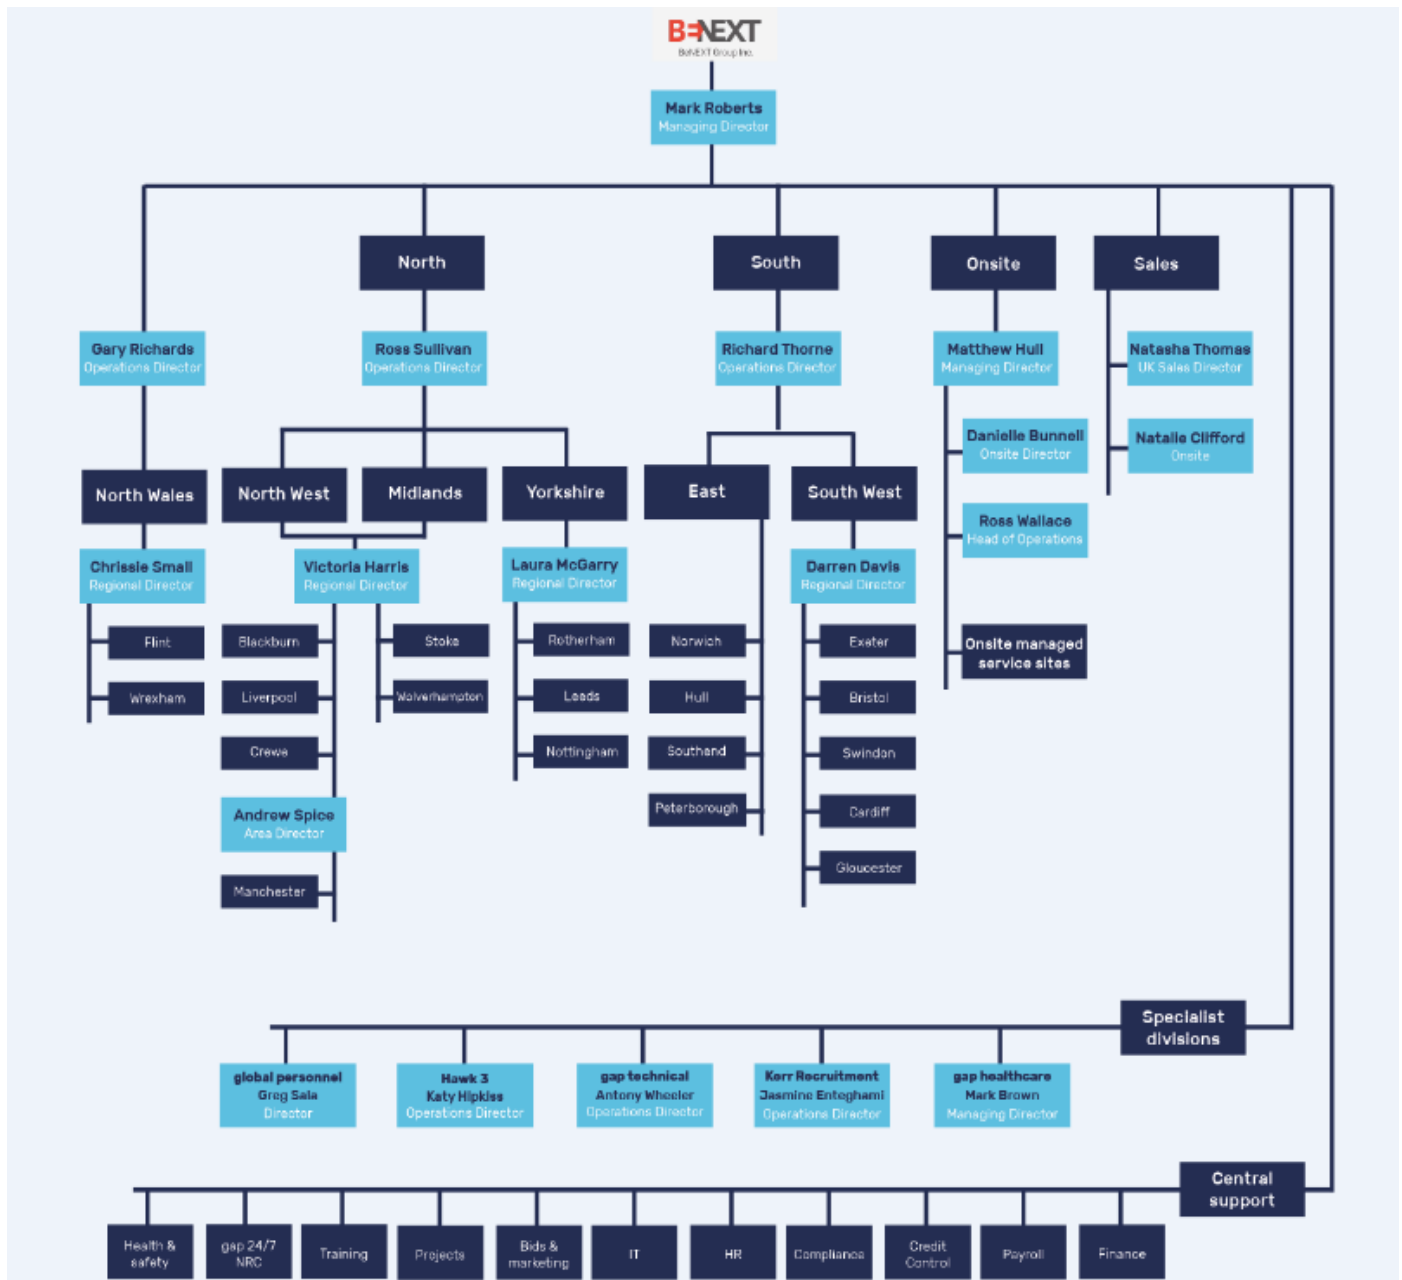 BeNEXT
BeNEXT Group Inc.
Mark Roberts
Managing Director
North
South
Onsite
Sales
Gary Richards
Operations Director
Ross Sullivan
Operations Director
Richard Thorne
Operations Director
Matthew Hull
Managing Director
Natasha Thomas
UK Sales Director
Danielle Bunnell
Onsite Director
Natalie Clifford
Onsite
North Wales
North West
Midlands
Yorkshire
East
South West
Ross Wallace
Head of Operations
Chrissie Small
Regional Director
Victoria Harris
Regional Director
Laura McGarry
Regional Director
Darren Davis
Regional Director
Flint
Blackburn
Stoke
Rotherham
Norwich
Exeter
Onsite managed
service sites
Wrexham
Liverpool
Wolverhampton
Leeds
Hull
Bristol
Crewe
Nottingham
Southend
Swindon
Andrew Spice
Area Director
Peterborough
Cardiff
Manchester
Gloucester
Specialist
divisions
global personnel
Greg Sala
Director
Hawk 3
Katy Hipkiss
Operations Director
gap technical
Antony Wheeler
Operations Director
Kerr Recruitment
Jasmine Enteghami
Operations Director
gap healthcare
Mark Brown
Managing Director
Central
support
Health &
safety
gap 24/7
NRC
Training
Projects
Bids &
marketing
IT
HR
Compliance
Credit
Control
Payroll
Finance